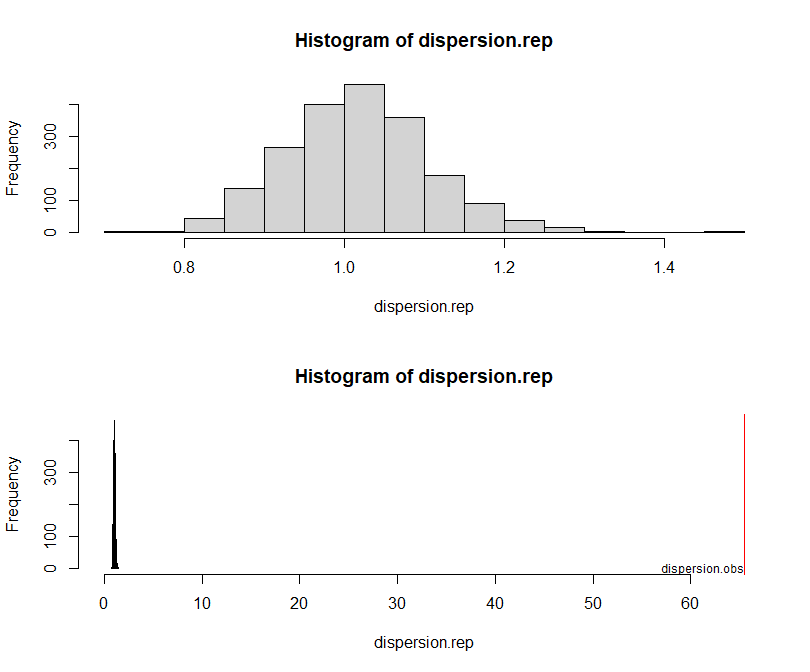 Histogram of dispersion.rep
Frequency
300
100
0
0.8 1.0 1.2 1.4
dispersion.rep
Histogram of dispersion.rep
Frequency
300
100
0
dispersion.obs
0 10 20 30 40 50 60
dispersion.rep